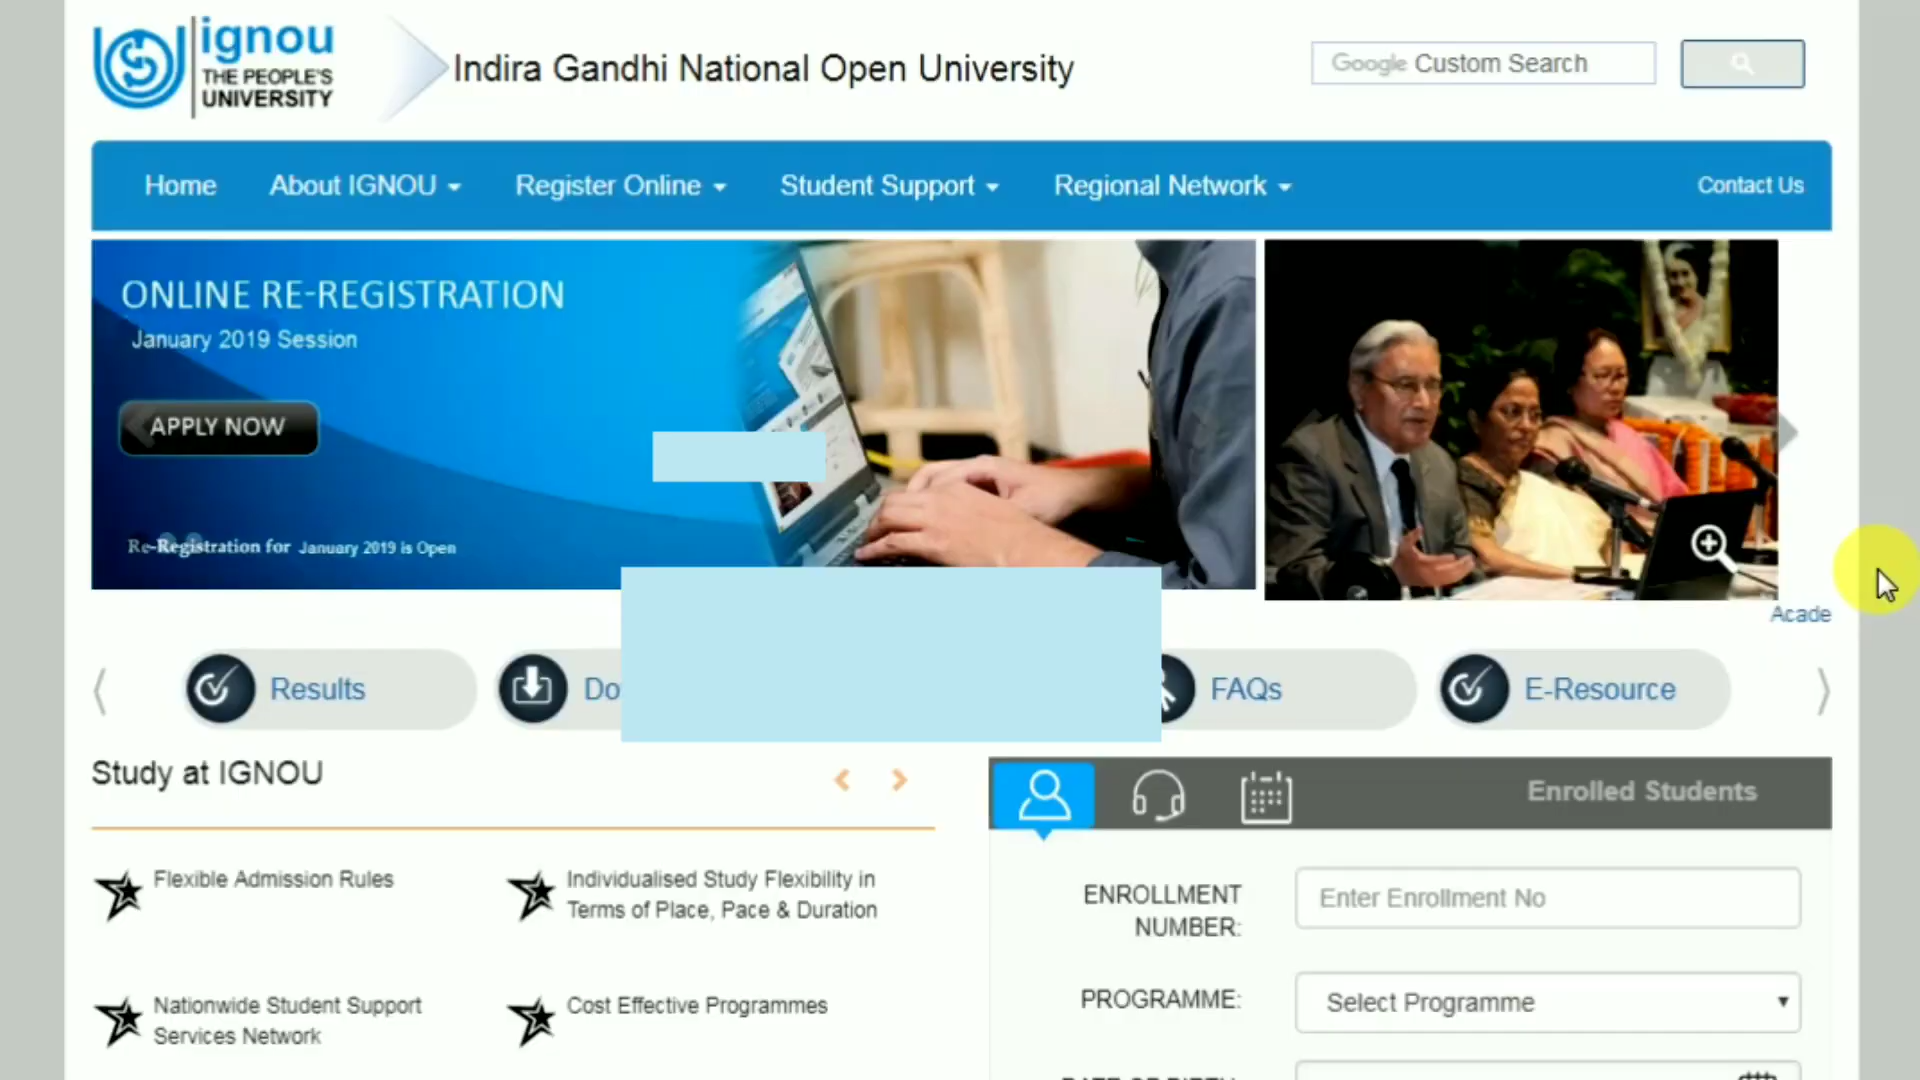 ignou
THE PEOPLE'S
UNIVERSITY
Indira Gandhi National Open University
Google Custom Search
Home
About IGNOU
Register Online
Student Support
Regional Network
Contact Us
ONLINE RE-REGISTRATION
January 2019 Session
APPLY NOW
Re-Registration for January 2019 is Open
Acade
Results
Do
FAQs
E-Resource
Study at IGNOU
Enrolled Students
Flexible Admission Rules
Individualised Study Flexibility in
Terms of Place, Pace & Duration
Nationwide Student Support
Services Network
Cost Effective Programmes
ENROLLMENT
NUMBER:
Enter Enrollment No
PROGRAMME:
Select Programme